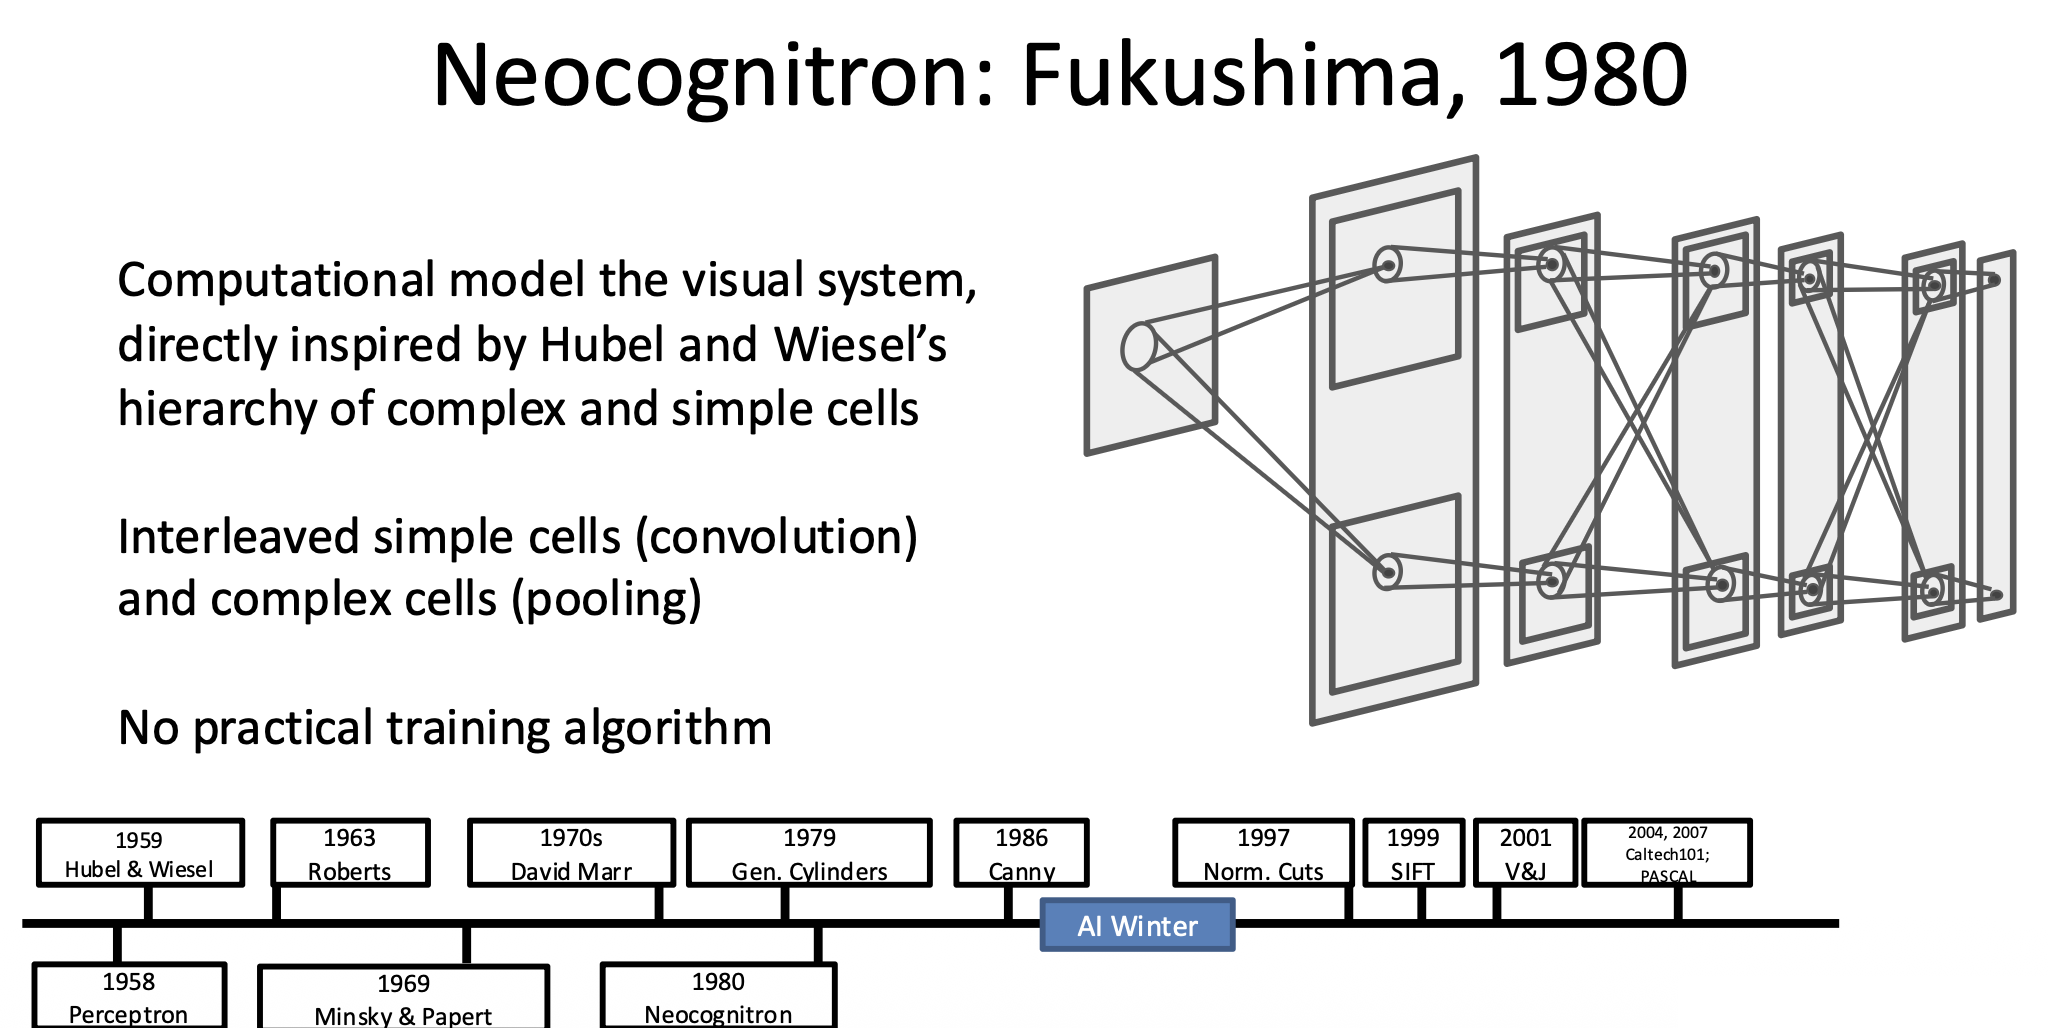 Neocognitron: Fukushima, 1980
Computational model the visual system,
directly inspired by Hubel and Wiesel’s
hierarchy of complex and simple cells
Interleaved simple cells (convolution)
and complex cells (pooling)
No practical training algorithm
1959
Hubel & Wiesel
1963
Roberts
1970s
David Marr
1979
Gen. Cylinders
1986
Canny
1997
Norm. Cuts
1999
SIFT
2001
V&J
2004, 2007
Caltech101;
PASCAL
AI Winter
1958
Perceptron
1969
Minsky & Papert
1980
Neocognitron